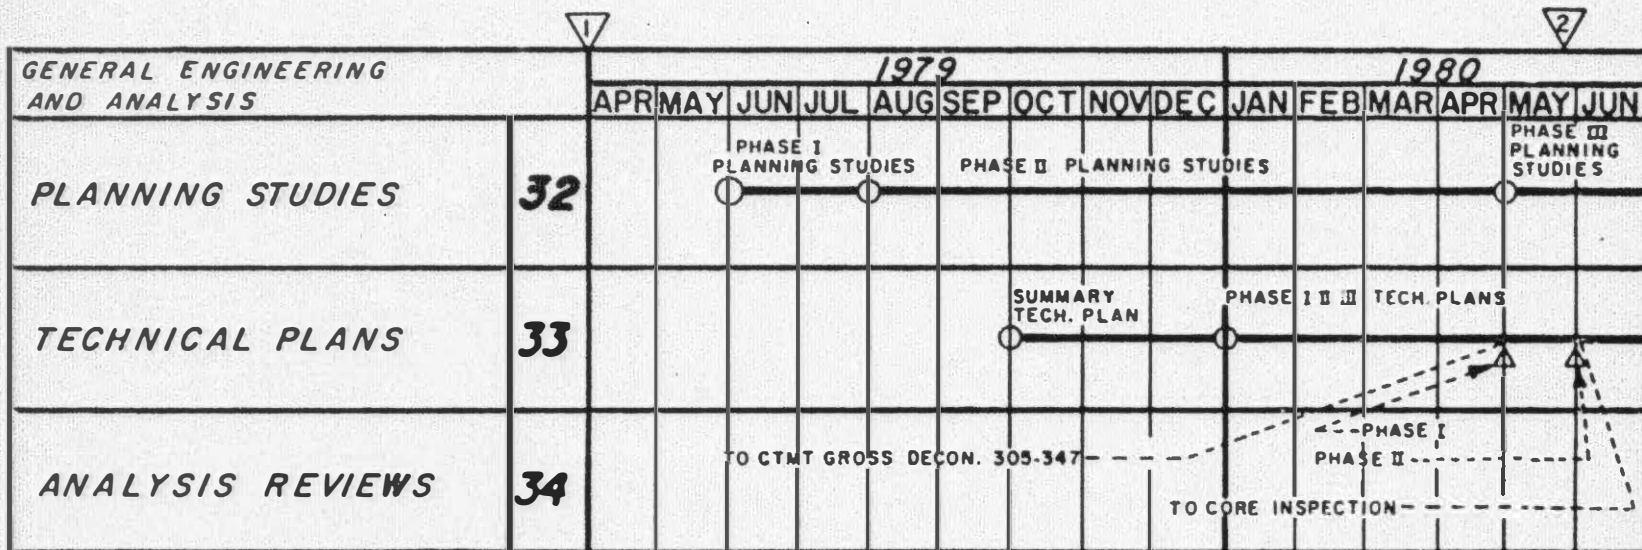 1
2
GENERAL ENGINEERING
AND ANALYSIS
1979
1980
APR MAY JUN JUL AUG SEP OCT NOV DEC JAN FEB MAR APR MAY JUN
PHASE I
PLANNING STUDIES
PHASE II PLANNING STUDIES
PHASE III
PLANNING
STUDIES
PLANNING STUDIES 32
SUMMARY
TECH. PLAN
PHASE I II III TECH. PLANS
TECHNICAL PLANS 33
PHASE I
TO CTMT GROSS DECON. 305-347
PHASE II
ANALYSIS REVIEWS 34
TO CORE INSPECTION